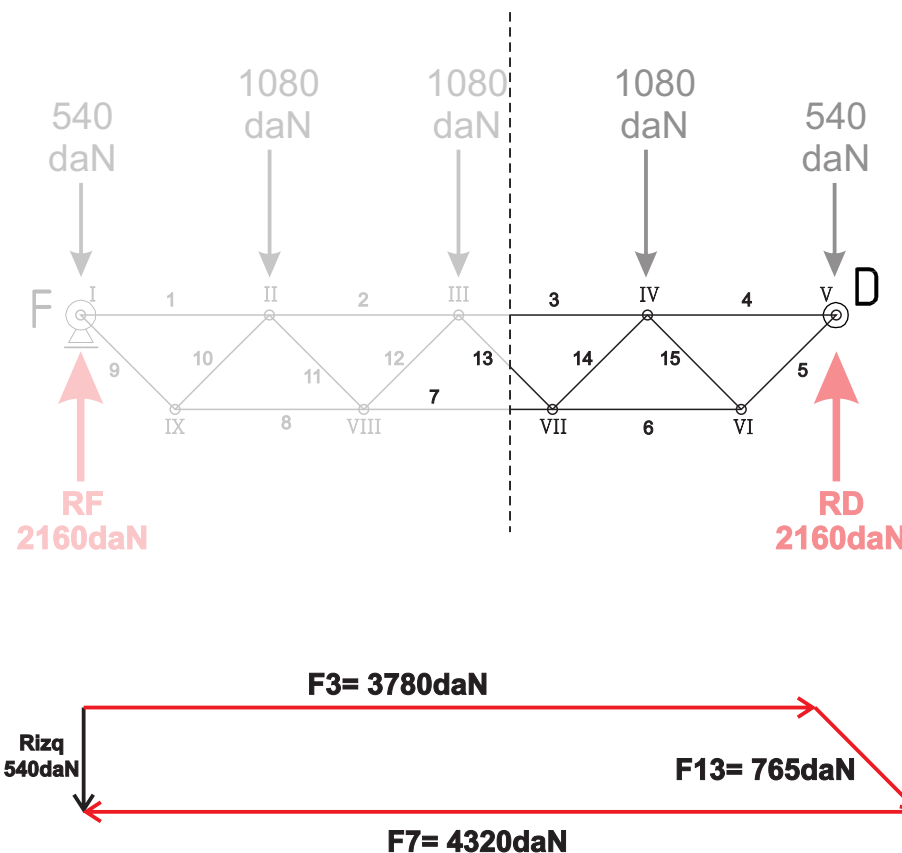 540
daN
1080
daN
1080
daN
1080
daN
540
daN
F
I
1
II
2
III
3
IV
4
V
D
9
10
11
12
13
14
15
5
7
IX
8
VIII
VII
6
VI
RF
2160daN
RD
2160daN
F3= 3780daN
Rizq
540daN
F13= 765daN
F7= 4320daN